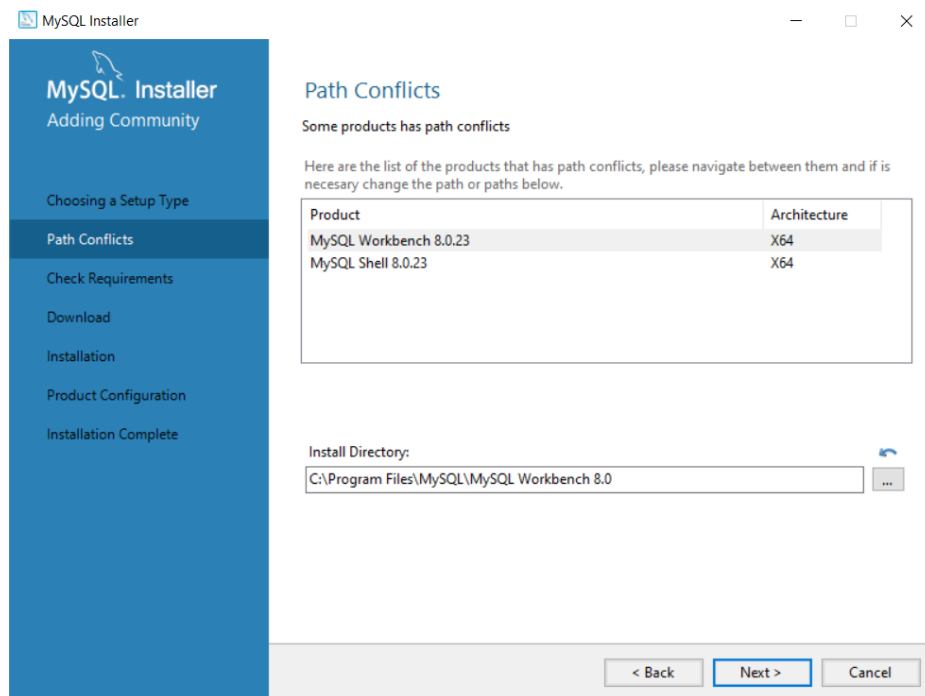 MySQL Installer
MySQL. Installer
Adding Community
Choosing a Setup Type
Path Conflicts
Check Requirements
Download
Installation
Product Configuration
Installation Complete
Path Conflicts
Some products has path conflicts
Here are the list of the products that has path conflicts, please navigate between them and if is
necesary change the path or paths below.
Product Architecture
MySQL Workbench 8.0.23 X64
MySQL Shell 8.0.23 X64
Install Directory:
C:\Program Files\MySQL\MySQL Workbench 8.0
...
< Back Next > Cancel